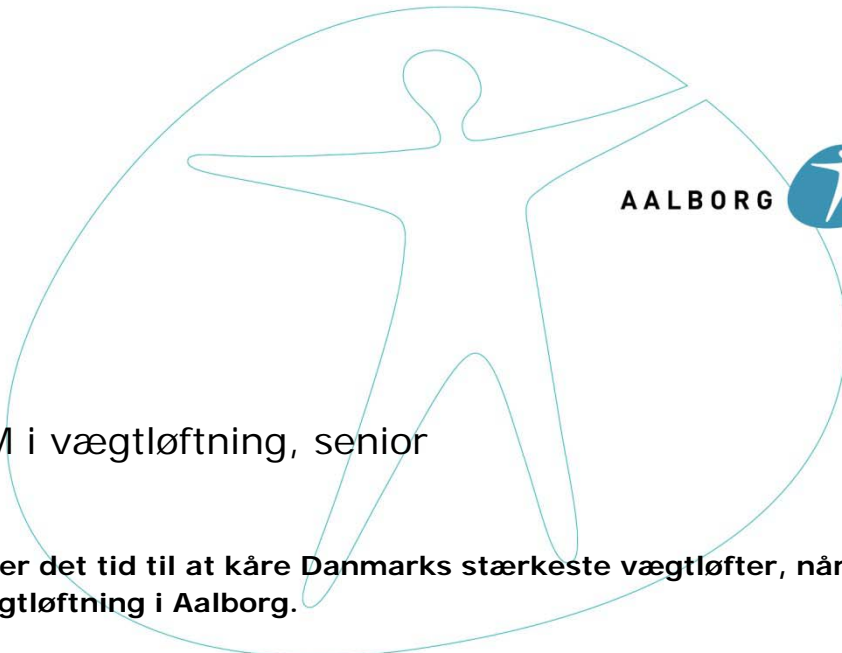 AALBORG
M i vægtløftning, senior
er det tid til at kåre Danmarks stærkeste vægtløfter, når
gtløftning i Aalborg.